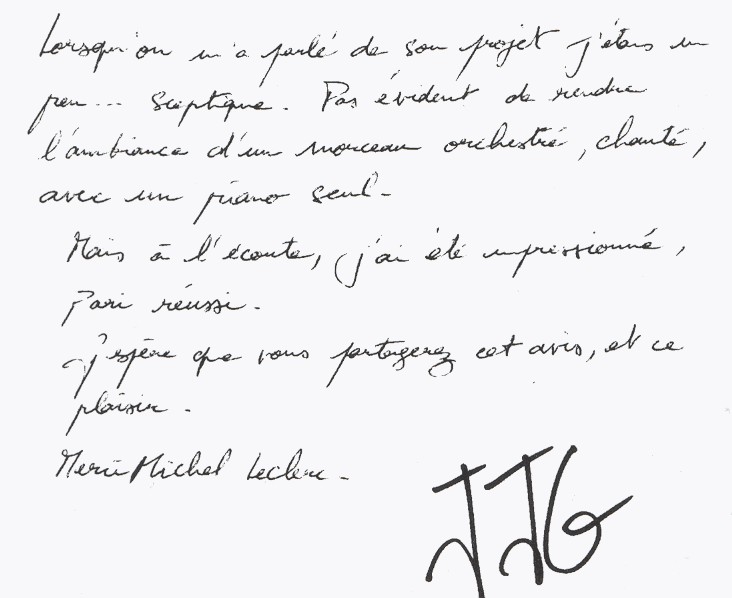 Lorsqu'on m'a parlé de son projet j'étais un
peu... sceptique. Pas évident de rendre
l'ambiance d'un morceau orchestré, chanté,
avec un piano seul.
Mais à l'écoute, j'ai été impressionné,
Pari réussi.
J'espère que vous partagerez cet avis, et ce
plaisir.
Merci Michel Leclerc.
JJG